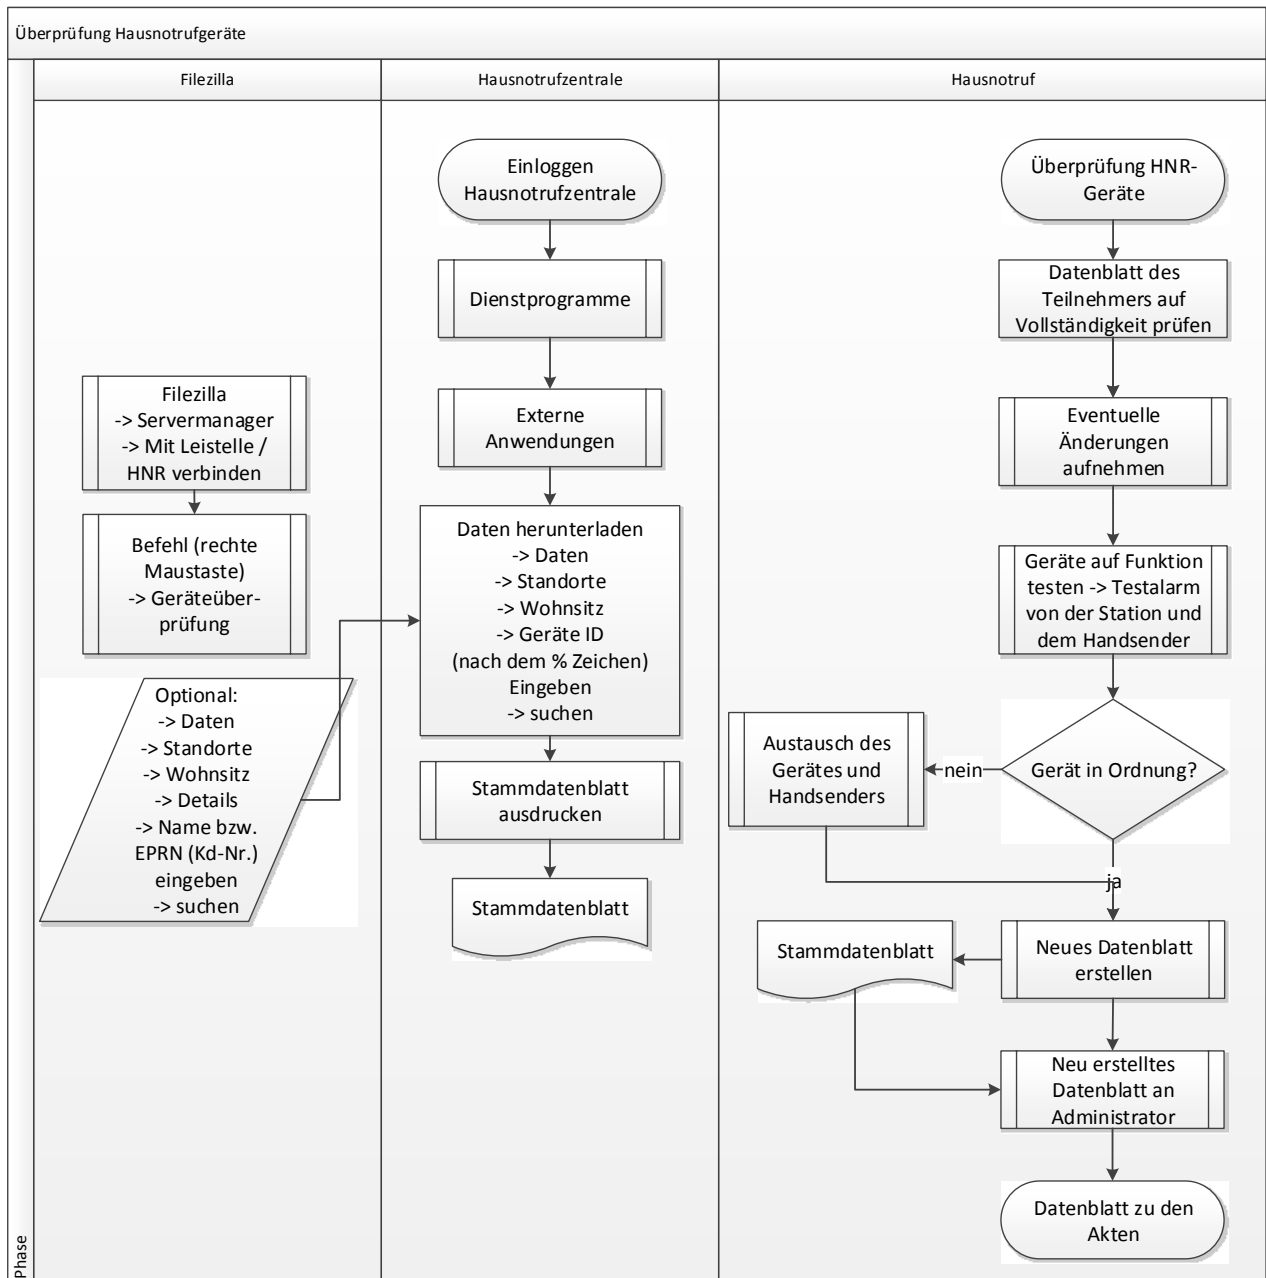 Überprüfung Hausnotrufgeräte
Phase
Filezilla
Filezilla
-> Servermanager
-> Mit Leistelle /
HNR verbinden
Befehl (rechte
Maustaste)
-> Geräteüber-
prüfung
Optional:
-> Daten
-> Standorte
-> Wohnsitz
-> Details
-> Name bzw.
EPRN (Kd-Nr.)
eingeben
-> suchen
Hausnotrufzentrale
Einloggen
Hausnotrufzentrale
Dienstprogramme
Externe
Anwendungen
Daten herunterladen
-> Daten
-> Standorte
-> Wohnsitz
-> Geräte ID
(nach dem % Zeichen)
Eingeben
-> suchen
Stammdatenblatt
ausdrucken
Stammdatenblatt
Hausnotruf
Überprüfung HNR-
Geräte
Datenblatt des
Teilnehmers auf
Vollständigkeit prüfen
Eventuelle
Änderungen
aufnehmen
Geräte auf Funktion
testen -> Testalarm
von der Station und
dem Handsender
Gerät in Ordnung?
nein
Austausch des
Gerätes und
Handsenders
ja
Neues Datenblatt
erstellen
Stammdatenblatt
Neu erstelltes
Datenblatt an
Administrator
Datenblatt zu den
Akten